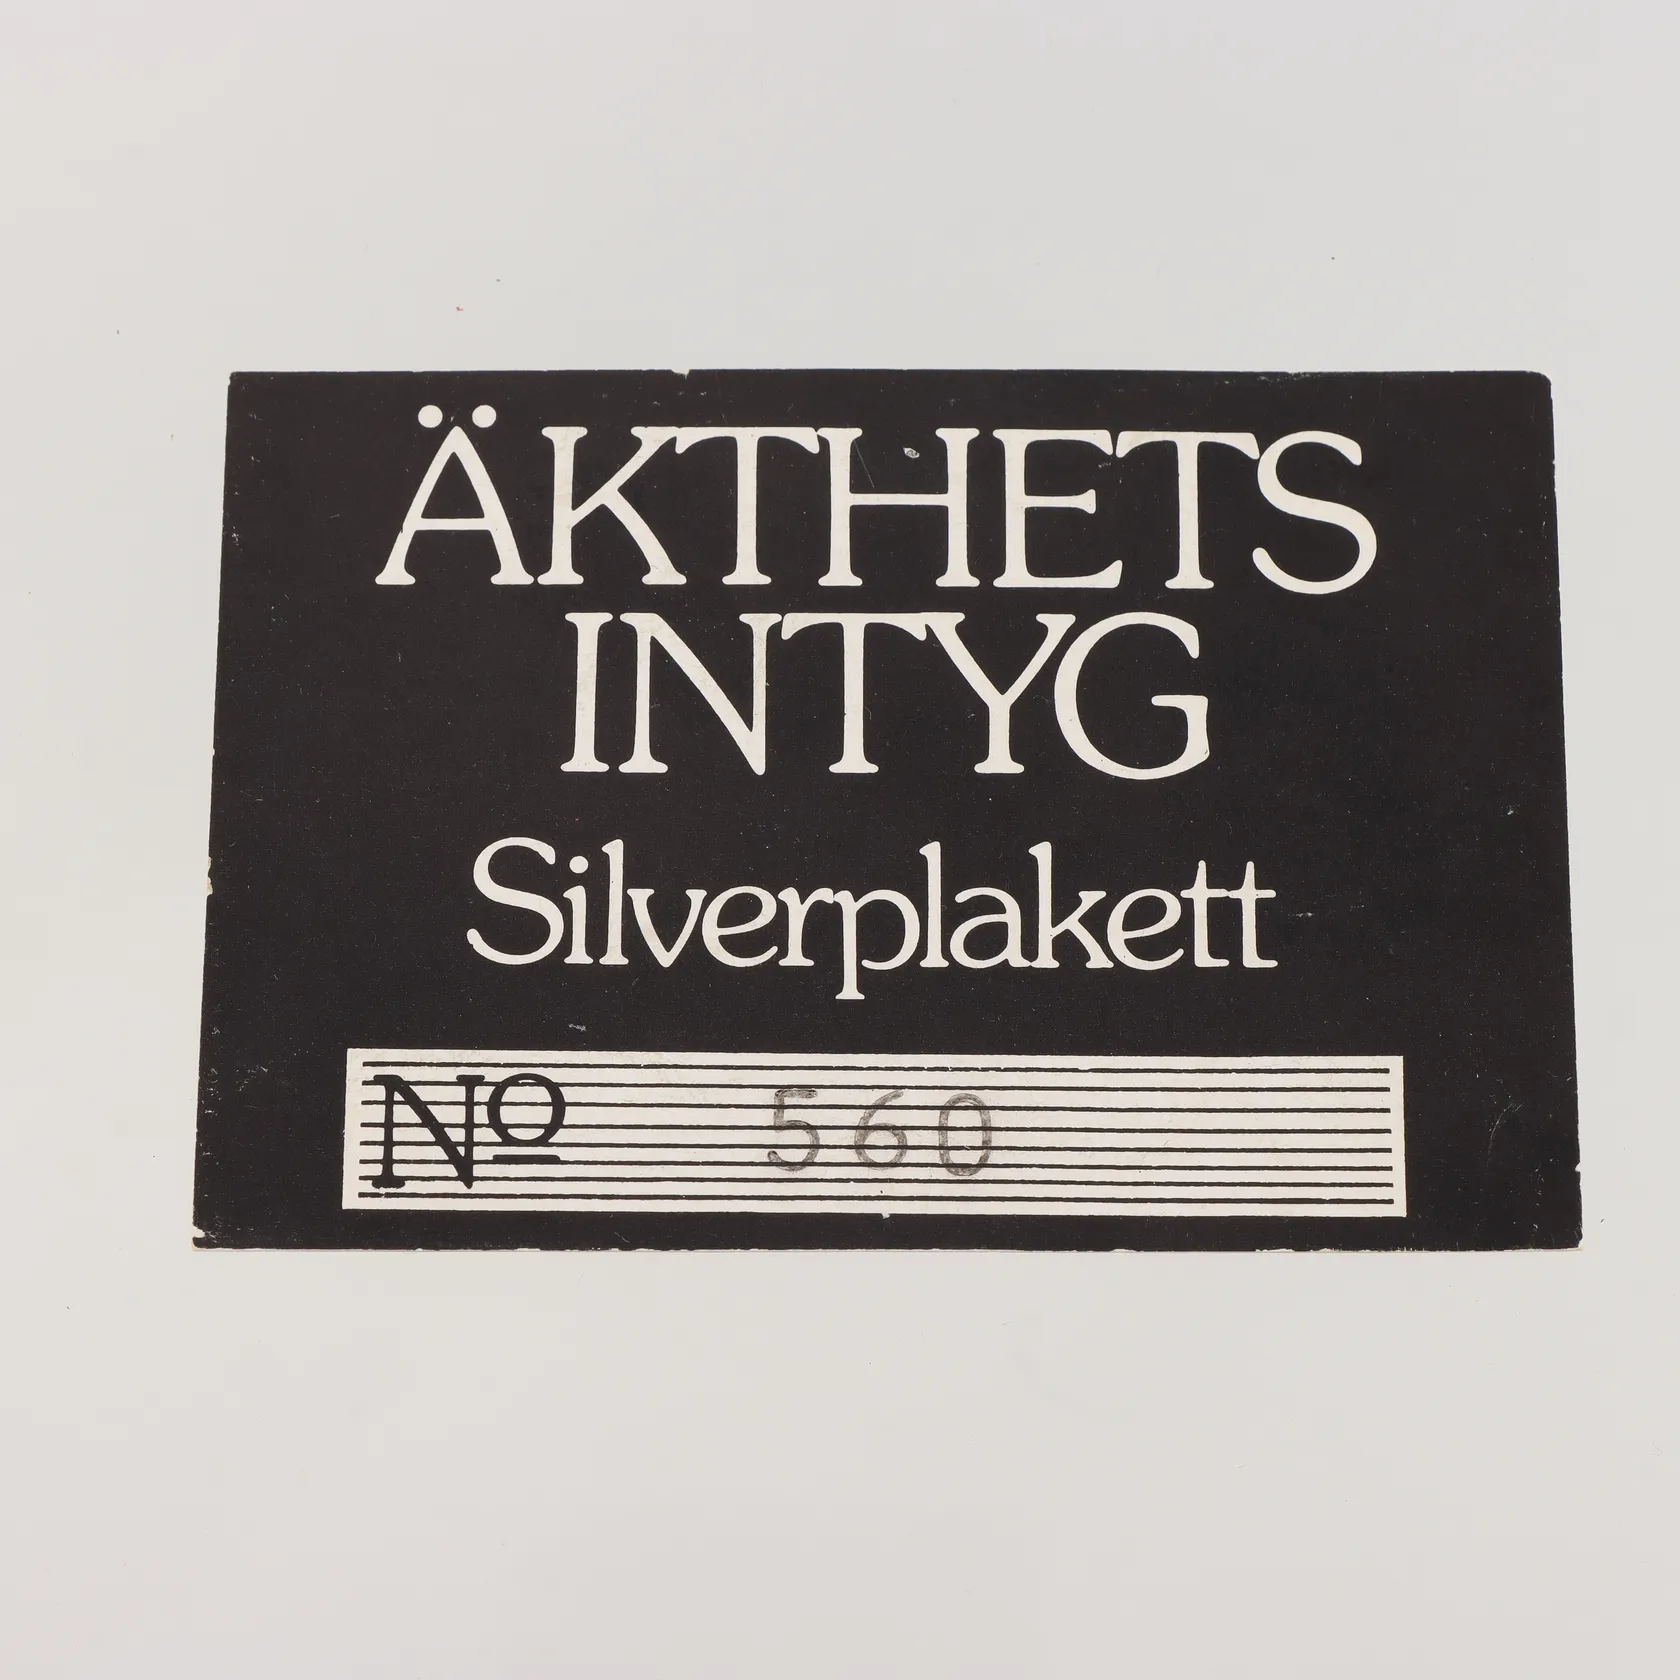 ÄKTHETS
INTYG
Silverplakett
Nº 560